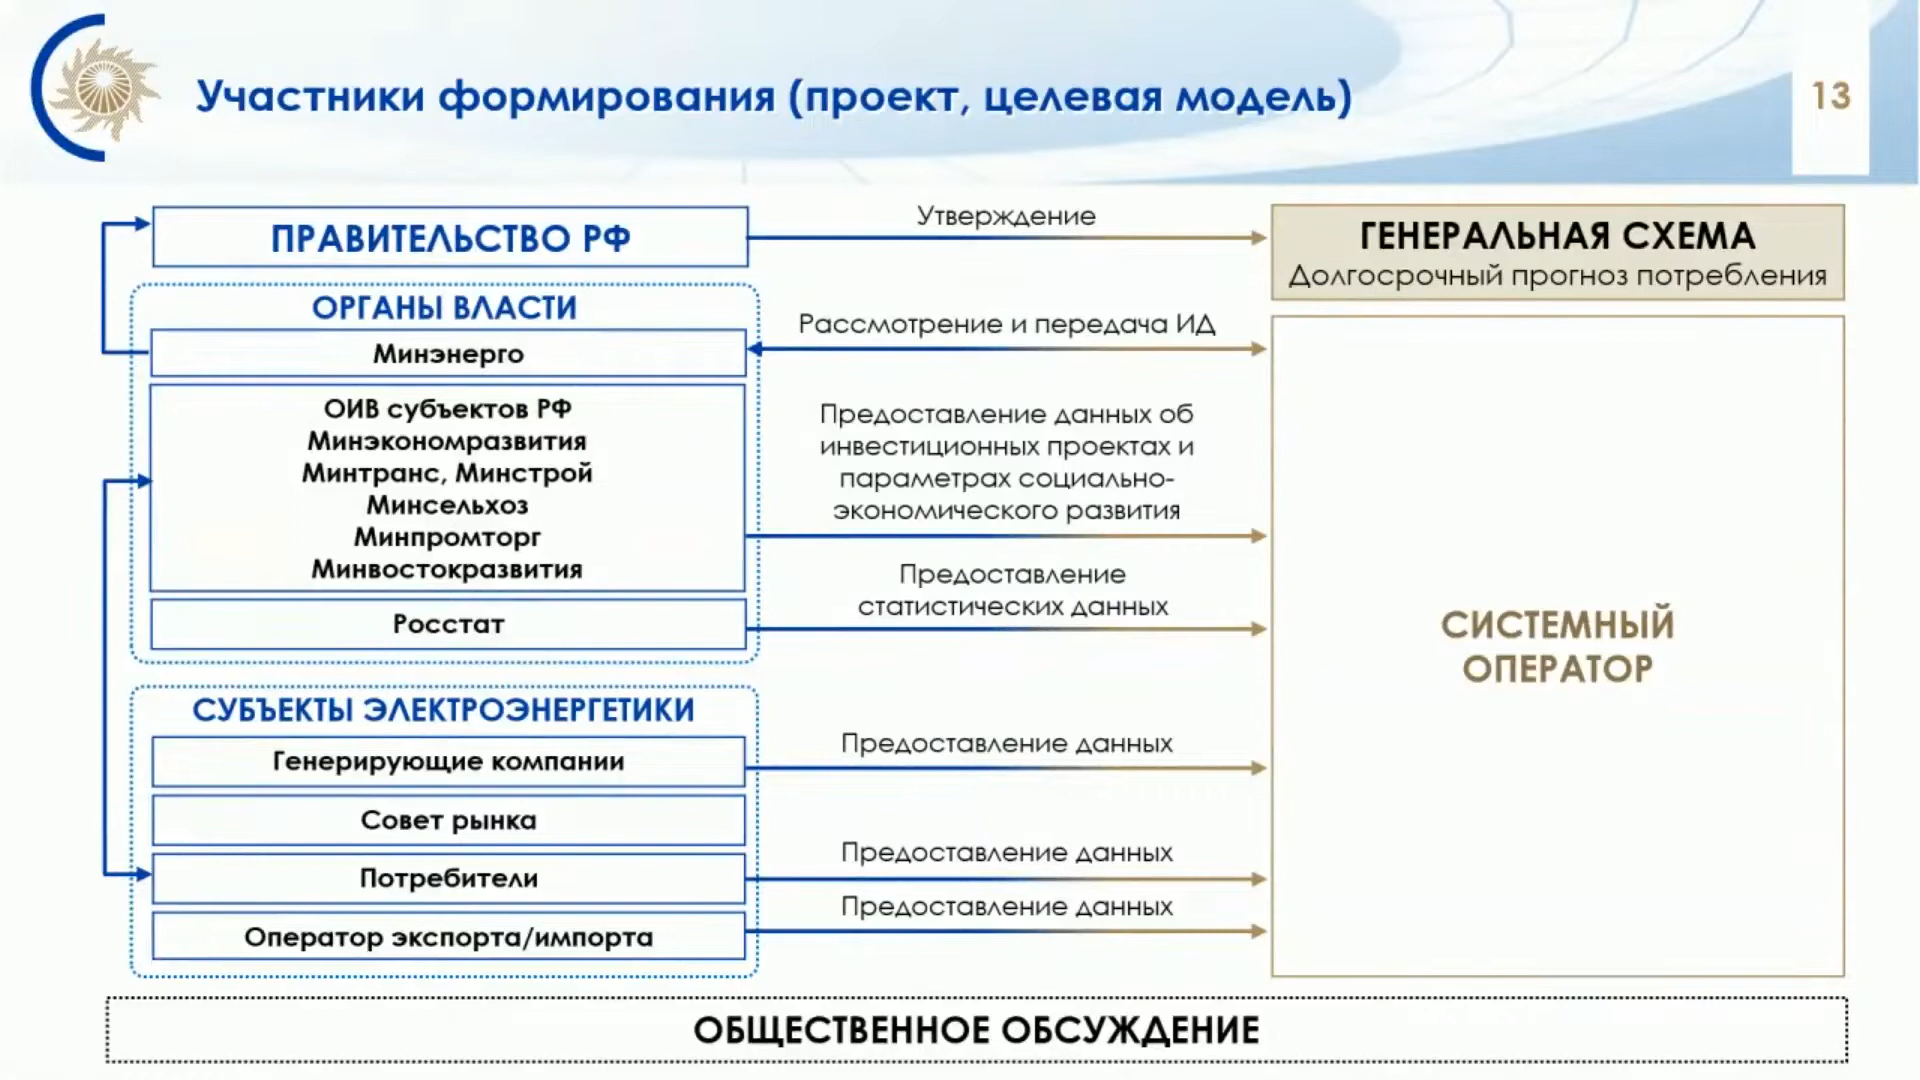 Участники формирования (проект, целевая модель)
13
ПРАВИТЕЛЬСТВО РФ
Утверждение
ГЕНЕРАЛЬНАЯ СХЕМА
Долгосрочный прогноз потребления
ОРГАНЫ ВЛАСТИ
Минэнерго
Рассмотрение и передача ИД
ОИВ субъектов РФ
Минэкономразвития
Минтранс, Минстрой
Минсельхоз
Минпромторг
Минвостокразвития
Предоставление данных об
инвестиционных проектах и
параметрах социально-
экономического развития
Росстат
Предоставление
статистических данных
СИСТЕМНЫЙ
ОПЕРАТОР
СУБЪЕКТЫ ЭЛЕКТРОЭНЕРГЕТИКИ
Генерирующие компании
Предоставление данных
Совет рынка
Потребители
Предоставление данных
Оператор экспорта/импорта
Предоставление данных
ОБЩЕСТВЕННОЕ ОБСУЖДЕНИЕ